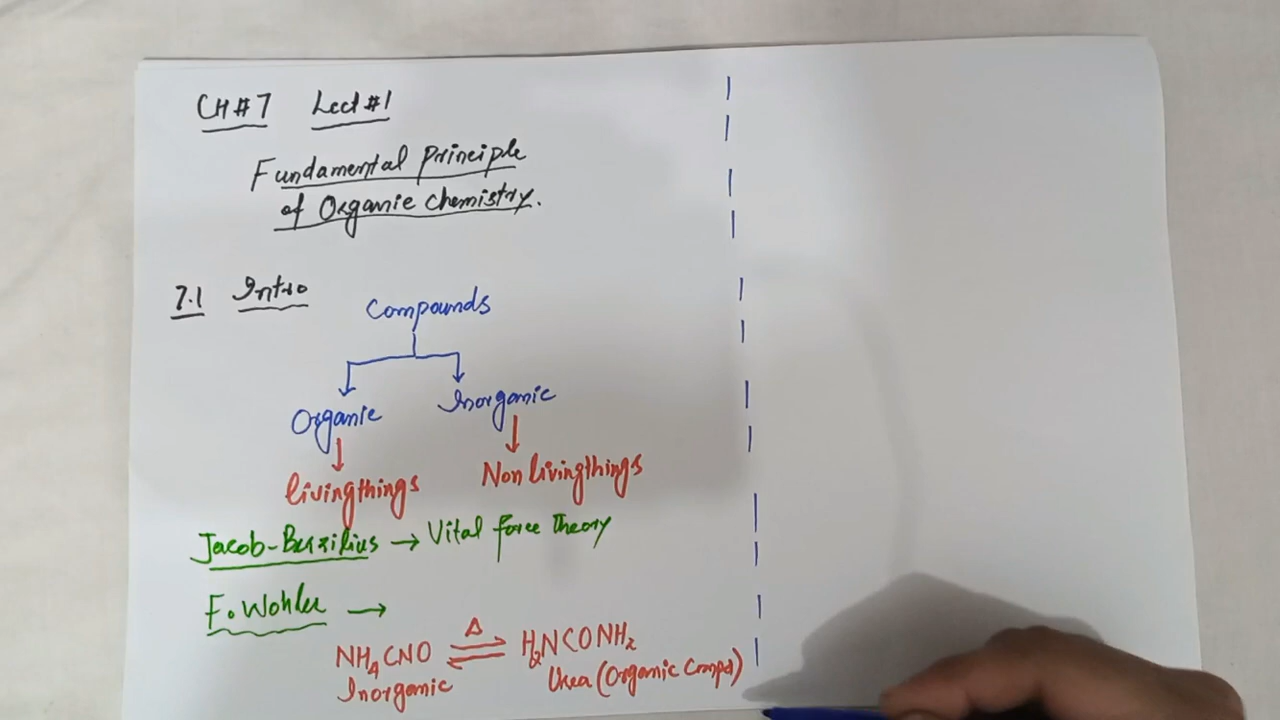 CH#7 Lect#1
Fundamental Principle
of Organic Chemistry.
7.1 Intro
Compounds
Organic Inorganic
livingthings Non livingthings
Jacob-Berzilius → Vital force Theory
F. Wohler →
NH4CNO Δ ⇌ H2NCONH2
Inorganic Urea (Organic Compd)